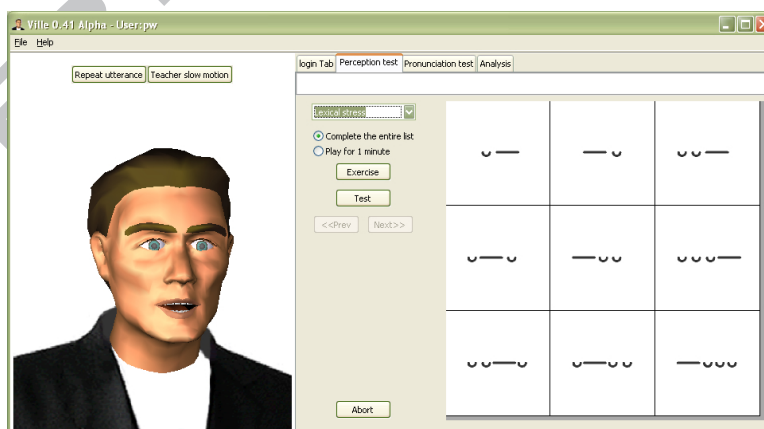 Ville 0.41 Alpha - User:pw
File Help
Repeat utterance Teacher slow motion
login Tab Perception test Pronunciation test Analysis
Lexical stress
Complete the entire list
Play for 1 minute
Exercise
Test
<<Prev Next>>
Abort